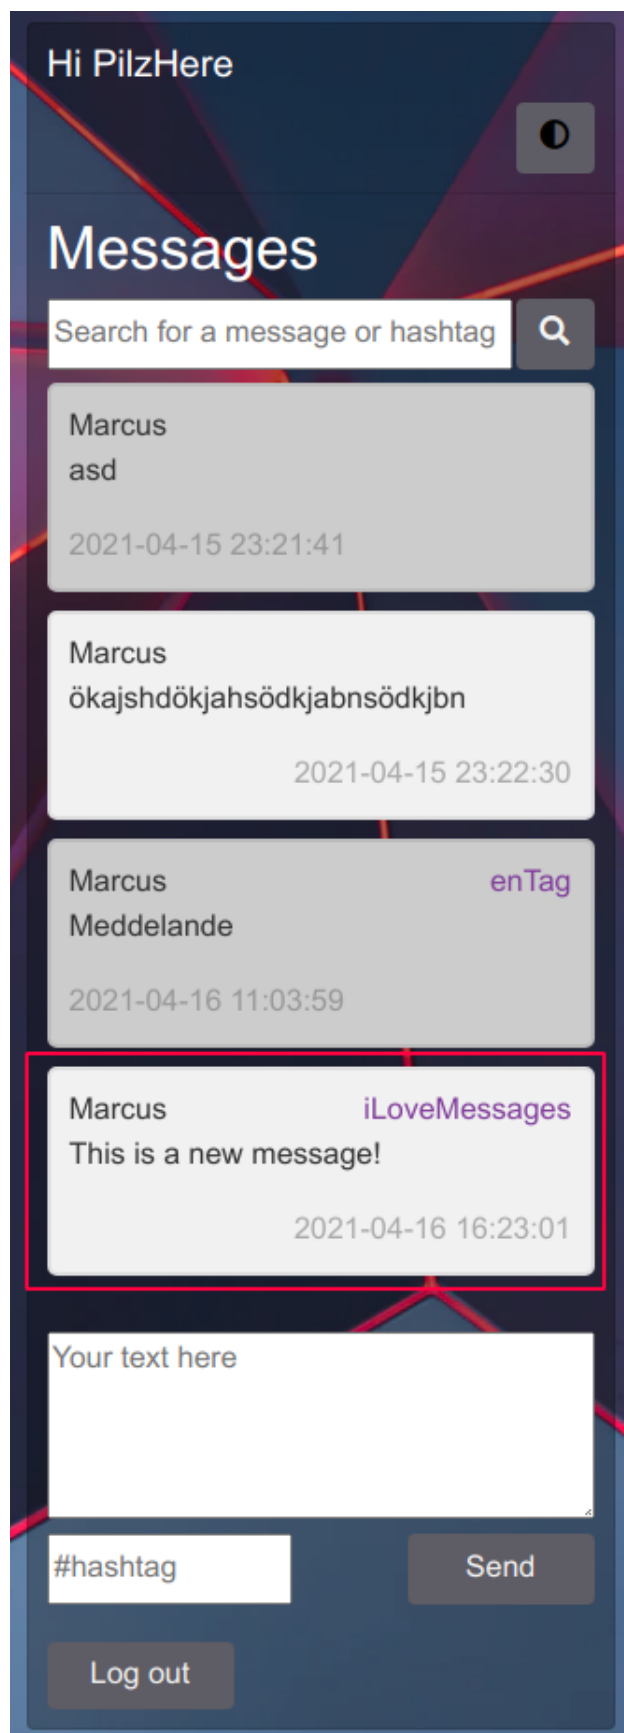 Hi PilzHere
Messages
Search for a message or hashtag
Marcus
asd
2021-04-15 23:21:41
Marcus
ökajshdökjahsödkjabnsödkjbn
2021-04-15 23:22:30
Marcus enTag
Meddelande
2021-04-16 11:03:59
Marcus iLoveMessages
This is a new message!
2021-04-16 16:23:01
Your text here
#hashtag Send
Log out